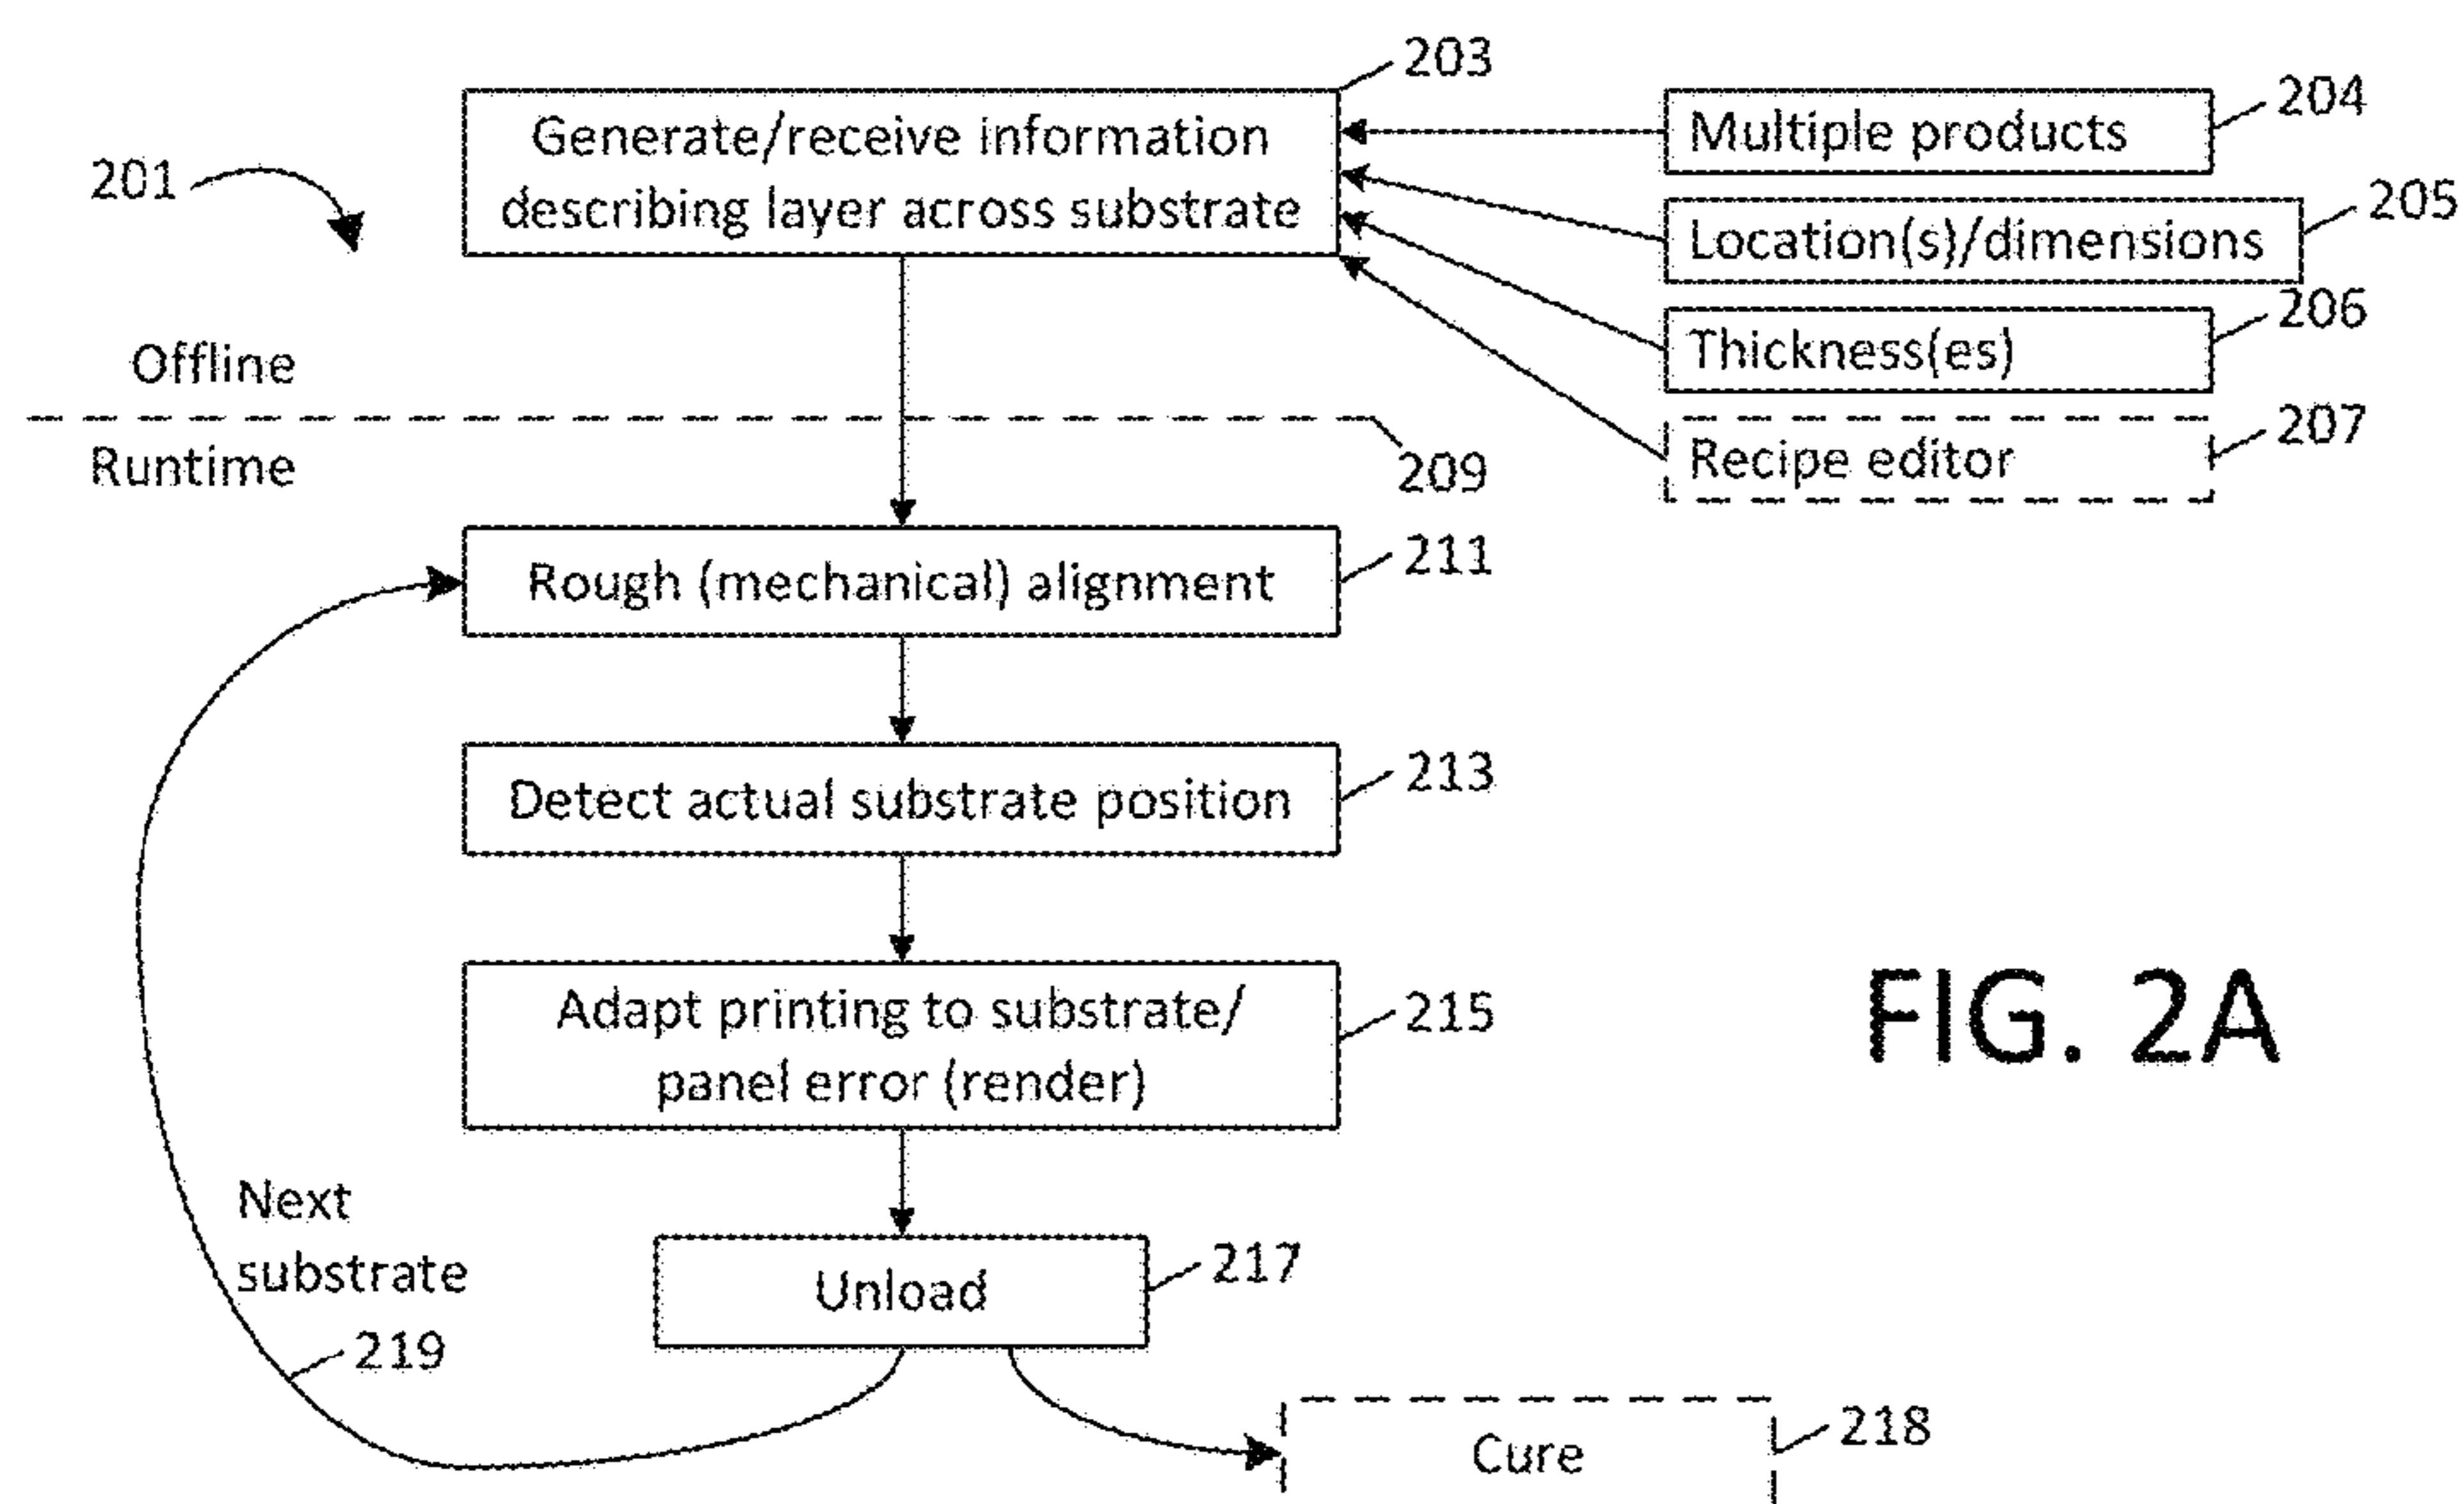 203
Generate/receive information
describing layer across substrate
204
Multiple products
201
205
Location(s)/dimensions
206
Thickness(es)
Offline
207
Recipe editor
Runtime
209
211
Rough (mechanical) alignment
213
Detect actual substrate position
215
Adapt printing to substrate/
panel error (render)
FIG. 2A
Next
substrate
219
217
Unload
218
Cure